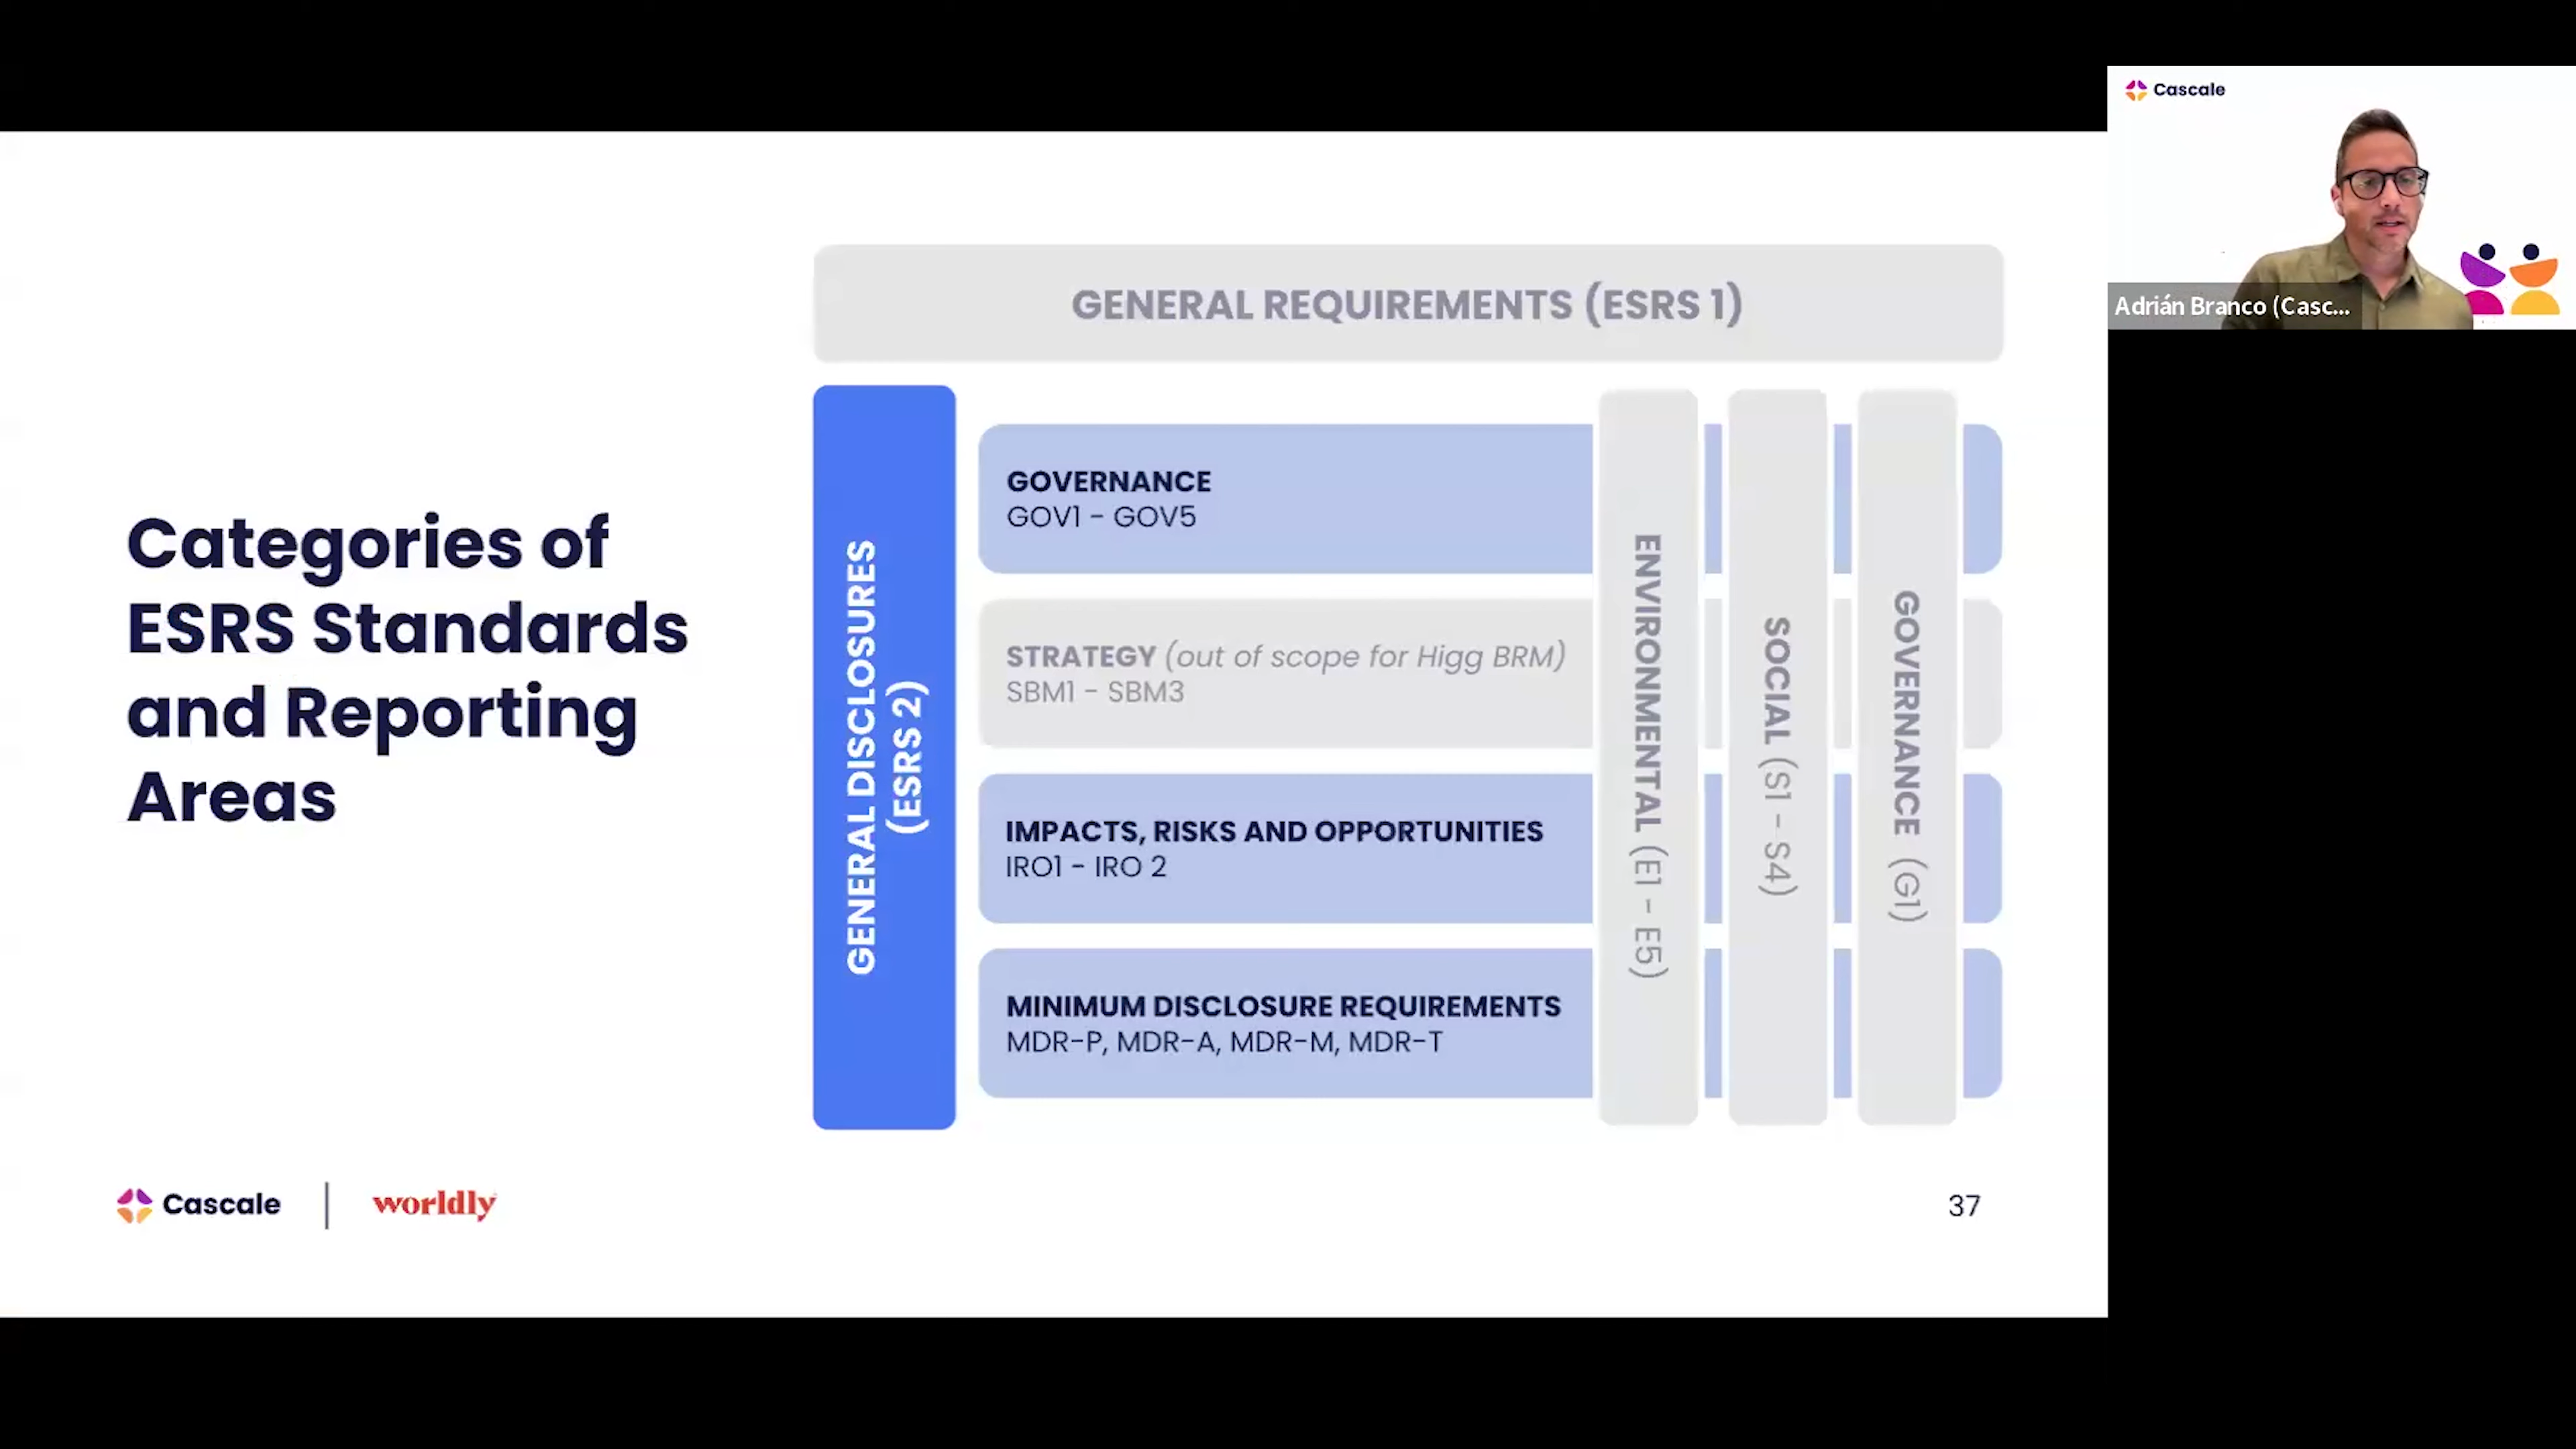 Categories of
ESRS Standards
and Reporting
Areas
GENERAL REQUIREMENTS (ESRS 1)
GENERAL DISCLOSURES
(ESRS 2)
GOVERNANCE
GOV1 - GOV5
STRATEGY (out of scope for Higg BRM)
SBM1 - SBM3
IMPACTS, RISKS AND OPPORTUNITIES
IRO1 - IRO 2
MINIMUM DISCLOSURE REQUIREMENTS
MDR-P, MDR-A, MDR-M, MDR-T
ENVIRONMENTAL (E1 - E5)
SOCIAL (S1 - S4)
GOVERNANCE (G1)
Cascale
worldly
37
Cascale
Adrián Branco (Casc...